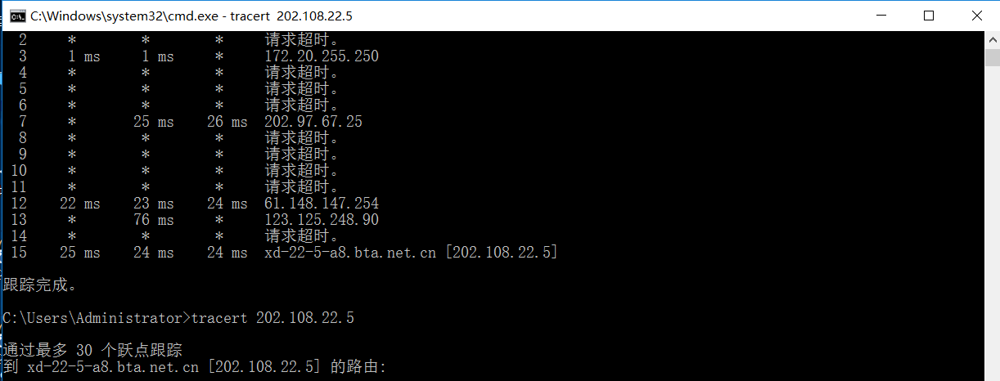 C:\Windows\system32\cmd.exe - tracert 202.108.22.5
2 * * * 请求超时。
3 1 ms 1 ms * 172.20.255.250
4 * * * 请求超时。
5 * * * 请求超时。
6 * * * 请求超时。
7 * 25 ms 26 ms 202.97.67.25
8 * * * 请求超时。
9 * * * 请求超时。
10 * * * 请求超时。
11 * * * 请求超时。
12 22 ms 23 ms 24 ms 61.148.147.254
13 * 76 ms * 123.125.248.90
14 * * * 请求超时。
15 25 ms 24 ms 24 ms xd-22-5-a8.bta.net.cn [202.108.22.5]
跟踪完成。
C:\Users\Administrator>tracert 202.108.22.5
通过最多 30 个跃点跟踪
到 xd-22-5-a8.bta.net.cn [202.108.22.5] 的路由: